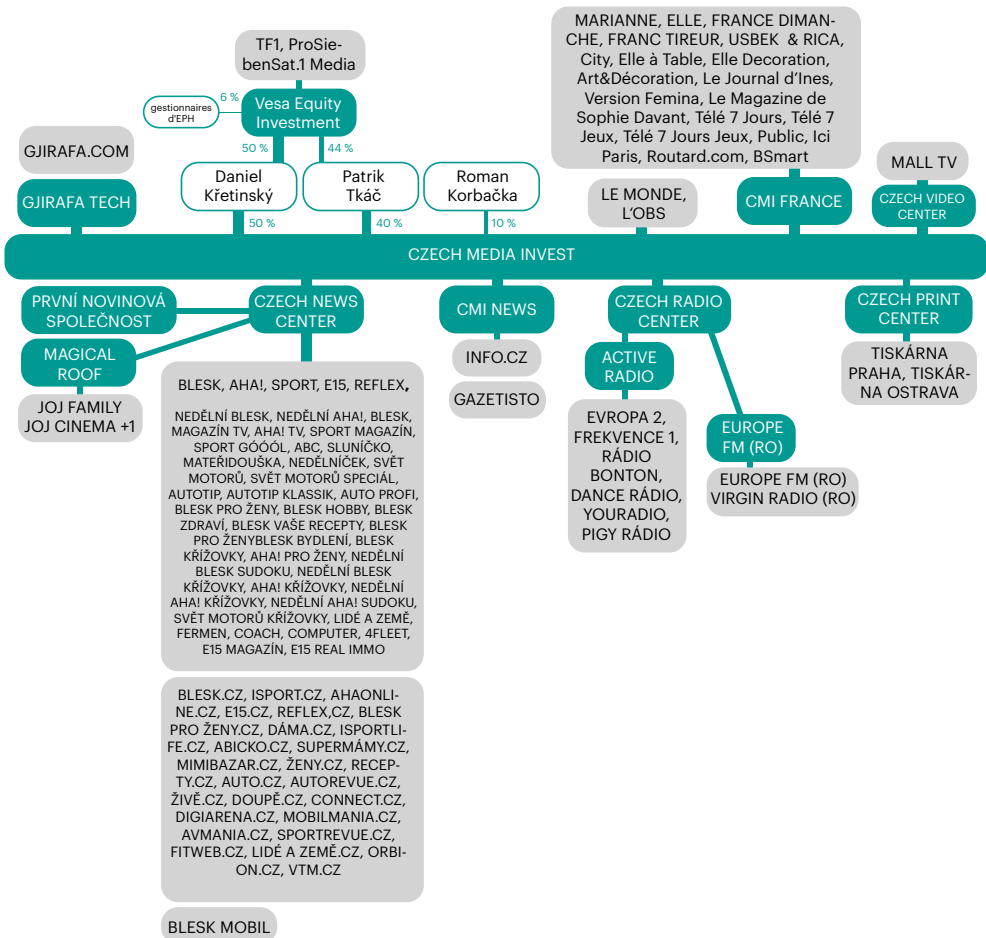 TF1, ProSie-
benSat.1 Media
gestionnaires
d'EPH
6 %
Vesa Equity
Investment
50 %
44 %
MARIANNE, ELLE, FRANCE DIMAN-
CHE, FRANC TIREUR, USBEK & RICA,
City, Elle à Table, Elle Decoration,
Art&Décoration, Le Journal d'Ines,
Version Femina, Le Magazine de
Sophie Davant, Télé 7 Jours, Télé 7
Jeux, Télé 7 Jours Jeux, Public, Ici
Paris, Routard.com, BSmart
GJIRAFA.COM
GJIRAFA TECH
Daniel
Křetinský
50 %
Patrik
Tkáč
40 %
Roman
Korbačka
10 %
LE MONDE,
L'OBS
CMI FRANCE
MALL TV
CZECH VIDEO
CENTER
CZECH MEDIA INVEST
PRVNÍ NOVINOVÁ
SPOLEČNOST
MAGICAL
ROOF
JOJ FAMILY
JOJ CINEMA +1
CZECH NEWS
CENTER
BLESK, AHA!, SPORT, E15, REFLEX,
NEDĚLNÍ BLESK, NEDĚLNÍ AHA!, BLESK,
MAGAZÍN TV, AHA! TV, SPORT MAGAZÍN,
SPORT GÓÓÓL, ABC, SLUNÍČKO,
MATEŘIDOUŠKA, NEDĚLNÍČEK, SVĚT
MOTORŮ, SVĚT MOTORŮ SPECIÁL,
AUTOTIP, AUTOTIP KLASSIK, AUTO PROFI,
BLESK PRO ŽENY, BLESK HOBBY, BLESK
ZDRAVÍ, BLESK VAŠE RECEPTY, BLESK
PRO ŽENYBLESK BYDLENÍ, BLESK
KŘÍŽOVKY, AHA! PRO ŽENY, NEDĚLNÍ
BLESK SUDOKU, NEDĚLNÍ BLESK
KŘÍŽOVKY, AHA! KŘÍŽOVKY, NEDĚLNÍ
AHA! KŘÍŽOVKY, NEDĚLNÍ AHA! SUDOKU,
SVĚT MOTORŮ KŘÍŽOVKY, LIDÉ A ZEMĚ,
FERMEN, COACH, COMPUTER, 4FLEET,
E15 MAGAZÍN, E15 REAL IMMO
BLESK.CZ, ISPORT.CZ, AHAONLI-
NE.CZ, E15.CZ, REFLEX,CZ, BLESK
PRO ŽENY.CZ, DÁMA.CZ, ISPORTLI-
FE.CZ, ABICKO.CZ, SUPERMÁMY.CZ,
MIMIBAZAR.CZ, ŽENY.CZ, RECEP-
TY.CZ, AUTO.CZ, AUTOREVUE.CZ,
ŽIVĚ.CZ, DOUPĚ.CZ, CONNECT.CZ,
DIGIARENA.CZ, MOBILMANIA.CZ,
AVMANIA.CZ, SPORTREVUE.CZ,
FITWEB.CZ, LIDÉ A ZEMĚ.CZ, ORBI-
ON.CZ, VTM.CZ
BLESK MOBIL
CMI NEWS
INFO.CZ
GAZETISTO
CZECH RADIO
CENTER
ACTIVE
RADIO
EVROPA 2,
FREKVENCE 1,
RÁDIO
BONTON,
DANCE RÁDIO,
YOURADIO,
PIGY RÁDIO
EUROPE
FM (RO)
EUROPE FM (RO)
VIRGIN RADIO (RO)
CZECH PRINT
CENTER
TISKÁRNA
PRAHA, TISKÁR-
NA OSTRAVA